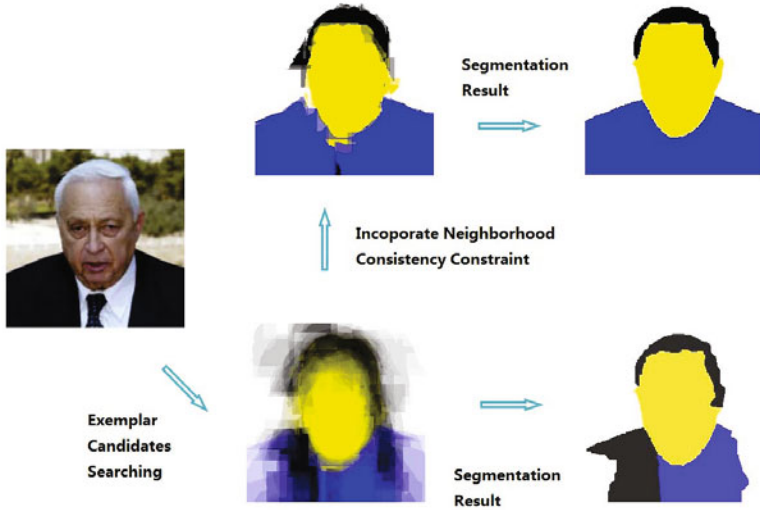 Segmentation
Result
Incoporate Neighborhood
Consistency Constraint
Exemplar
Candidates
Searching
Segmentation
Result